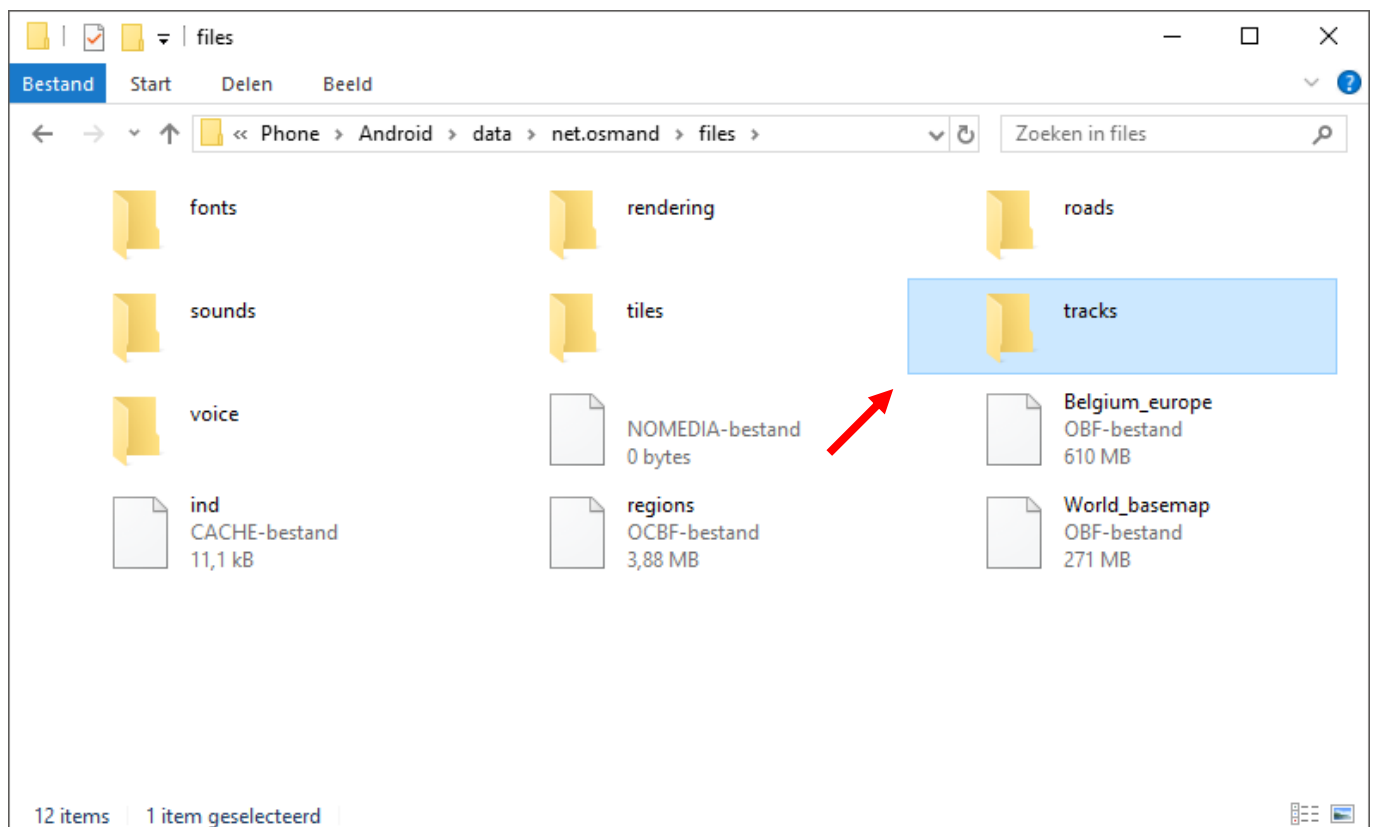 files
Bestand Start Delen Beeld
« Phone > Android > data > net.osmand > files > Zoeken in files
fonts rendering roads
sounds tiles tracks
voice
NOMEDIA-bestand
0 bytes
Belgium_europe
OBF-bestand
610 MB
ind
CACHE-bestand
11,1 kB
regions
OCBF-bestand
3,88 MB
World_basemap
OBF-bestand
271 MB
12 items 1 item geselecteerd